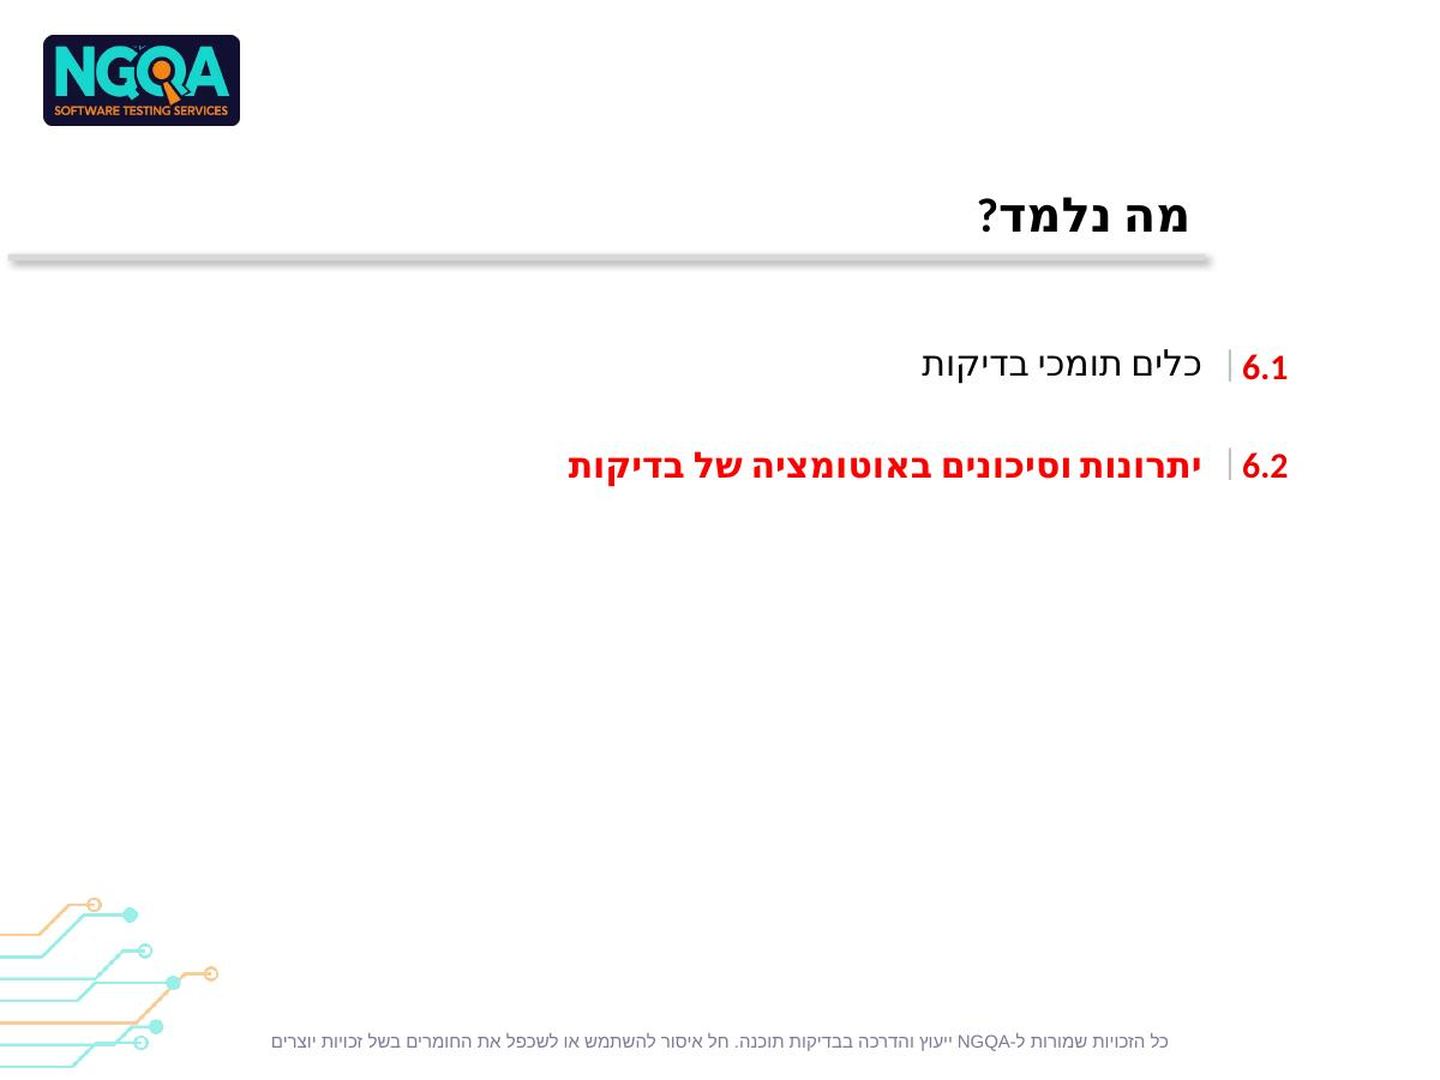 NGQA
SOFTWARE TESTING SERVICES
מה נלמד?
6.1 כלים תומכי בדיקות
6.2 יתרונות וסיכונים באוטומציה של בדיקות
כל הזכויות שמורות ל-NGQA ייעוץ והדרכה בבדיקות תוכנה. חל איסור להשתמש או לשכפל את החומרים בשל זכויות יוצרים